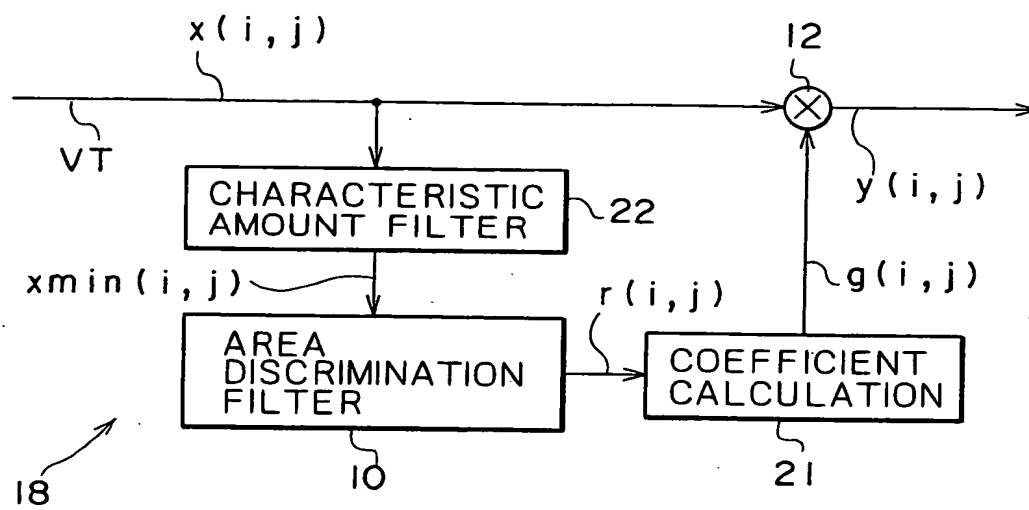 x(i,j)
12
VT
y(i,j)
CHARACTERISTIC
AMOUNT FILTER
22
xmin(i,j)
r(i,j)
g(i,j)
AREA
DISCRIMINATION
FILTER
COEFFICIENT
CALCULATION
18
10
21